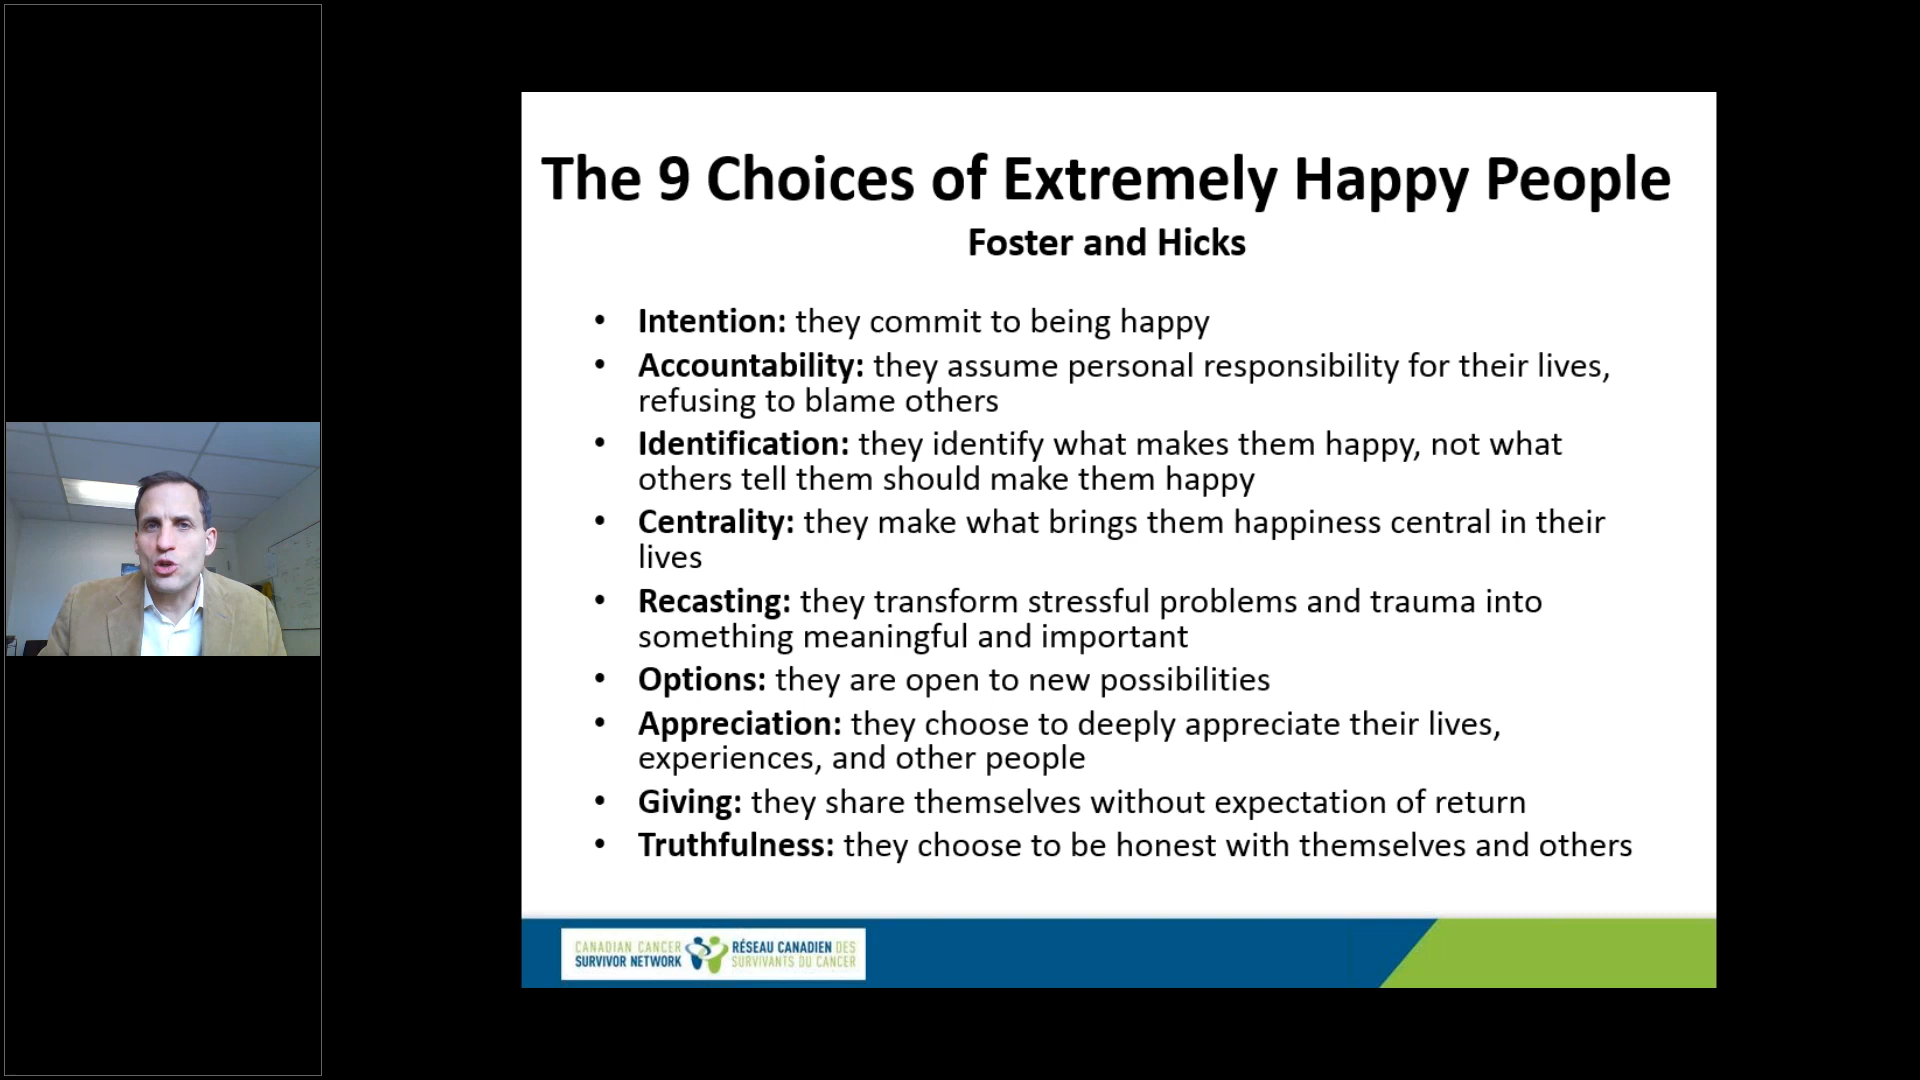 The 9 Choices of Extremely Happy People
Foster and Hicks
• Intention: they commit to being happy
• Accountability: they assume personal responsibility for their lives,
refusing to blame others
• Identification: they identify what makes them happy, not what
others tell them should make them happy
• Centrality: they make what brings them happiness central in their
lives
• Recasting: they transform stressful problems and trauma into
something meaningful and important
• Options: they are open to new possibilities
• Appreciation: they choose to deeply appreciate their lives,
experiences, and other people
• Giving: they share themselves without expectation of return
• Truthfulness: they choose to be honest with themselves and others
CANADIAN CANCER
SURVIVOR NETWORK
RÉSEAU CANADIEN DES
SURVIVANTS DU CANCER